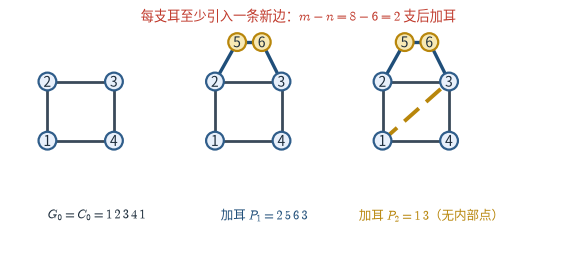 每支耳至少引入一条新边：m − n = 8 − 6 = 2 支后加耳
5 6 5 6
2 3 2 3 2 3
1 4 1 4 1 4
G₀ = C₀ = 1 2 3 4 1 加耳 P₁ = 2 5 6 3 加耳 P₂ = 1 3（无内部点）